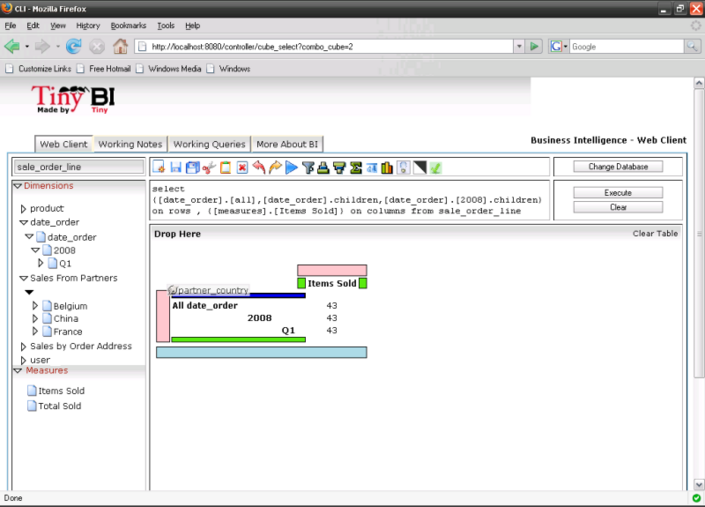 CLI - Mozilla Firefox
File Edit View History Bookmarks Tools Help
http://localhost:8080/controller/cube_select?combo_cube=2
G Google
Customize Links Free Hotmail Windows Media Windows
Tiny BI
Made by Tiny
Web Client Working Notes Working Queries More About BI
Business Intelligence - Web Client
sale_order_line
Change Database
Dimensions
product
date_order
date_order
2008
Q1
Sales From Partners
Belgium
China
France
Sales by Order Address
user
Measures
Items Sold
Total Sold
select
([date_order].[all],[date_order].children,[date_order].[2008].children)
on rows , ([measures].[Items Sold]) on columns from sale_order_line
Execute
Clear
Drop Here
Clear Table
Items Sold
partner_country
All date_order 43
2008 43
Q1 43
Done